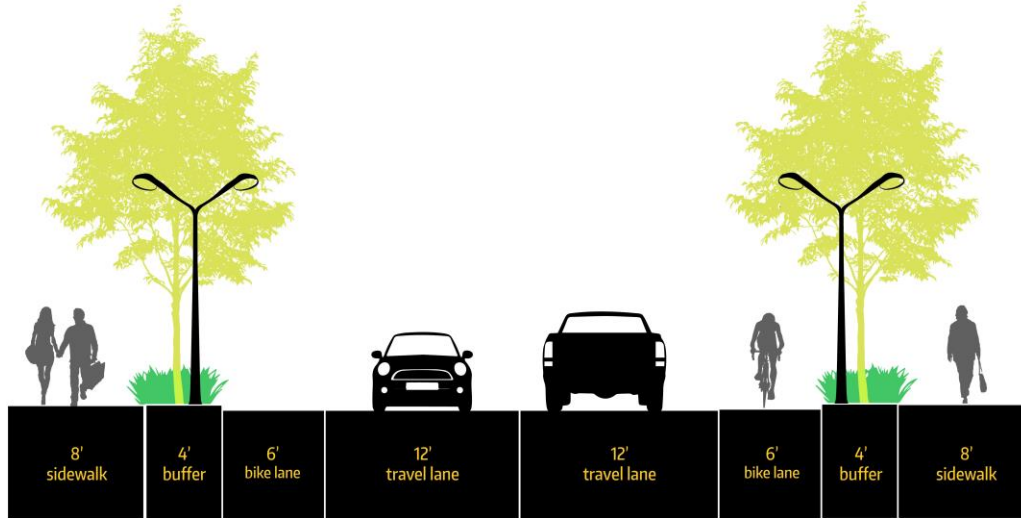 8'
sidewalk
4'
buffer
6'
bike lane
12'
travel lane
12'
travel lane
6'
bike lane
4'
buffer
8'
sidewalk